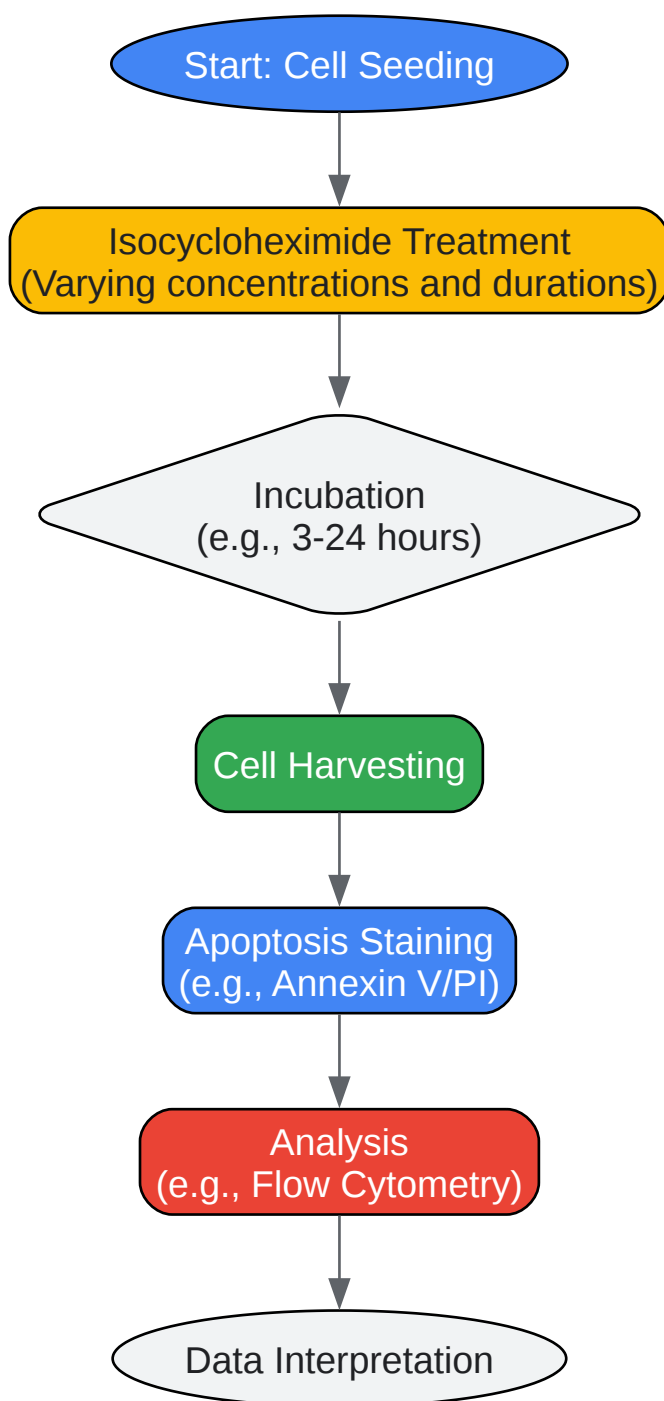 Start: Cell Seeding
Isocycloheximide Treatment
(Varying concentrations and durations)
Incubation
(e.g., 3-24 hours)
Cell Harvesting
Apoptosis Staining
(e.g., Annexin V/PI)
Analysis
(e.g., Flow Cytometry)
Data Interpretation